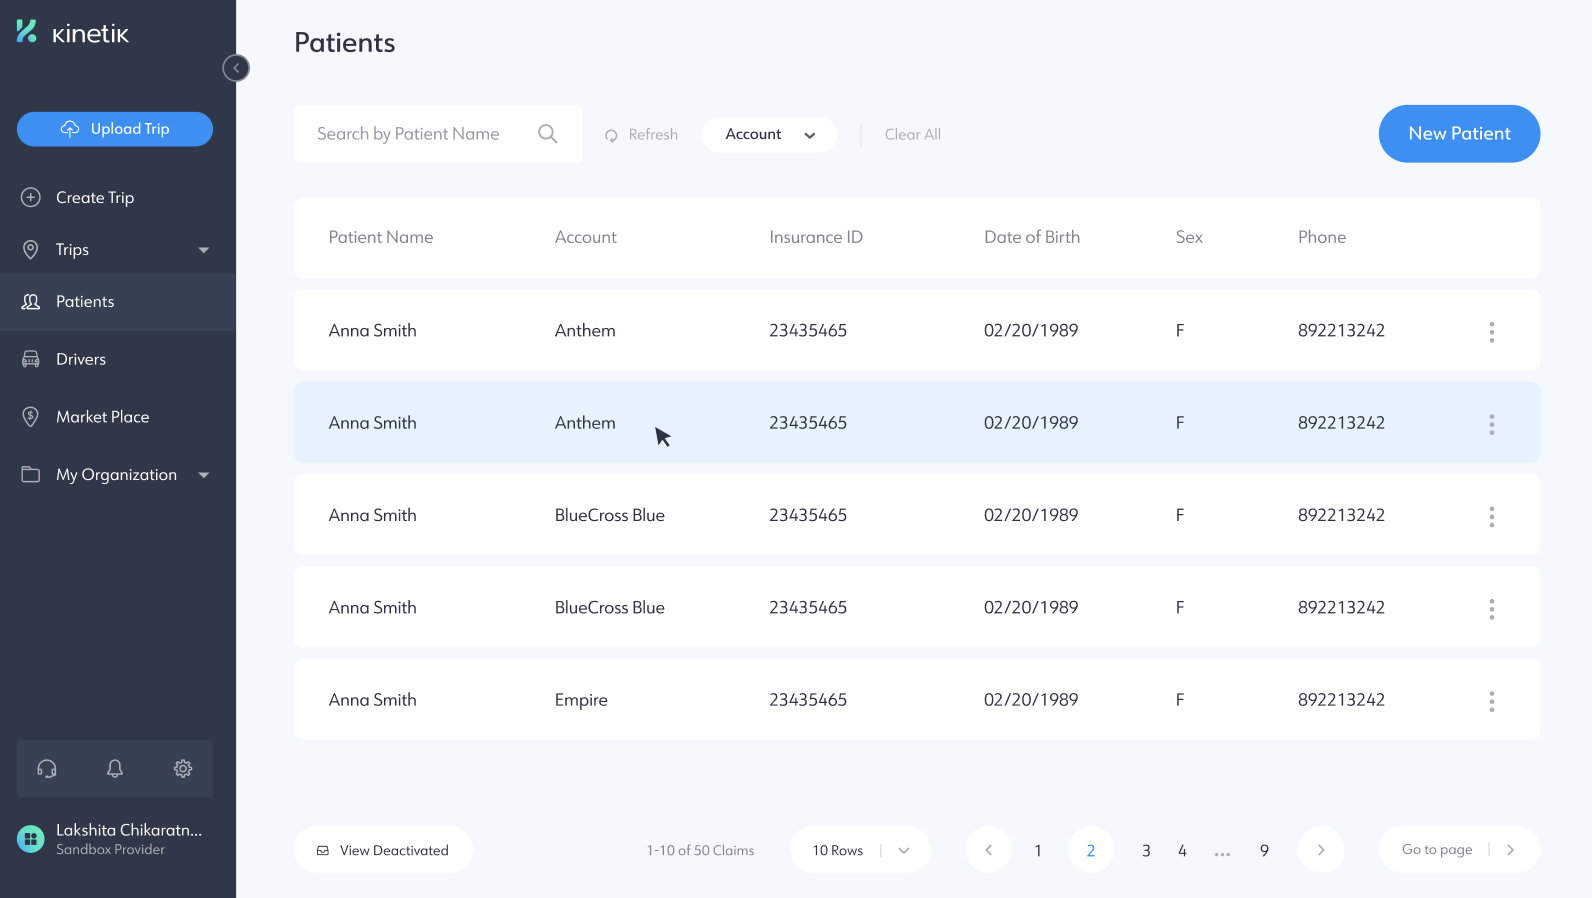 kinetik
Upload Trip
Create Trip
Trips
Patients
Drivers
Market Place
My Organization
Lakshita Chikaratn...
Sandbox Provider
Patients
Search by Patient Name
Refresh
Account
Clear All
New Patient
Patient Name Account Insurance ID Date of Birth Sex Phone
Anna Smith Anthem 23435465 02/20/1989 F 892213242
Anna Smith Anthem 23435465 02/20/1989 F 892213242
Anna Smith BlueCross Blue 23435465 02/20/1989 F 892213242
Anna Smith BlueCross Blue 23435465 02/20/1989 F 892213242
Anna Smith Empire 23435465 02/20/1989 F 892213242
View Deactivated
1-10 of 50 Claims
10 Rows
1 2 3 4 ... 9
Go to page